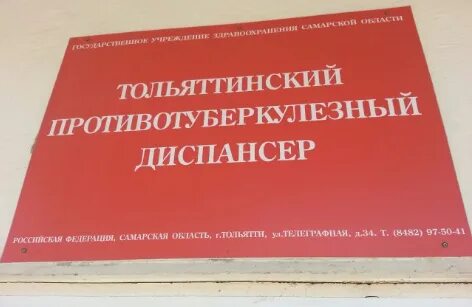 ГОСУДАРСТВЕННОЕ УЧРЕЖДЕНИЕ ЗДРАВООХРАНЕНИЯ САМАРСКОЙ ОБЛАСТИ
ТОЛЬЯТТИНСКИЙ
ПРОТИВОТУБЕРКУЛЕЗНЫЙ
ДИСПАНСЕР
РОССИЙСКАЯ ФЕДЕРАЦИЯ, САМАРСКАЯ ОБЛАСТЬ, г.ТОЛЬЯТТИ, ул.ТЕЛЕГРАФНАЯ, д.34. Т. (8482) 97-50-41